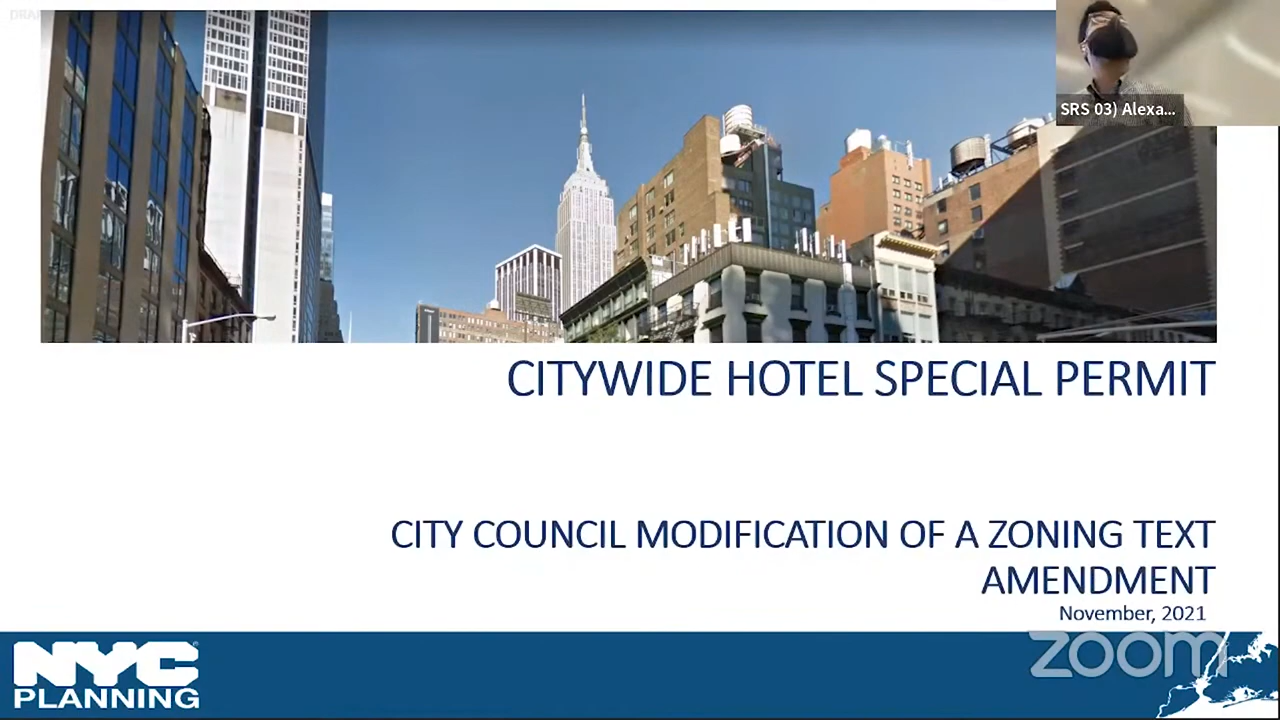 SRS 03) Alexa...
CITYWIDE HOTEL SPECIAL PERMIT
CITY COUNCIL MODIFICATION OF A ZONING TEXT
AMENDMENT
November, 2021
zoom
NYC
PLANNING